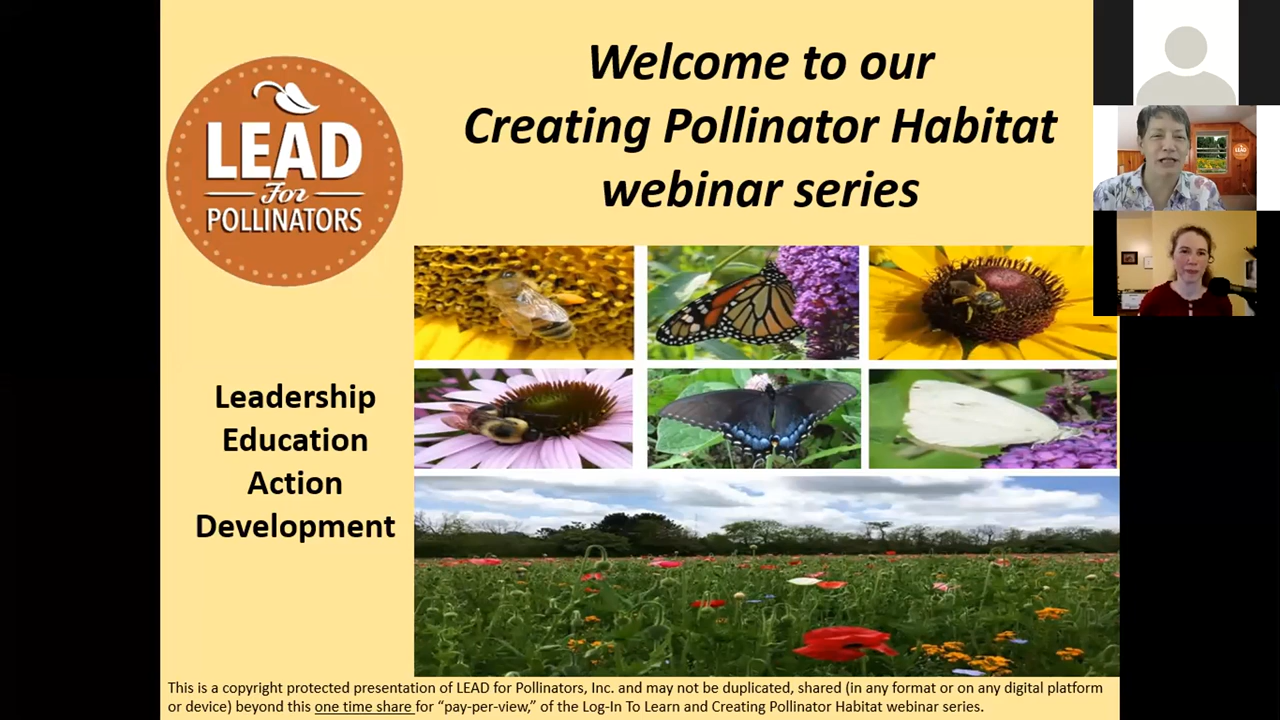 Welcome to our
Creating Pollinator Habitat
webinar series
LEAD
For
POLLINATORS
Leadership
Education
Action
Development
This is a copyright protected presentation of LEAD for Pollinators, Inc. and may not be duplicated, shared (in any format or on any digital platform
or device) beyond this one time share for “pay-per-view,” of the Log-In To Learn and Creating Pollinator Habitat webinar series.